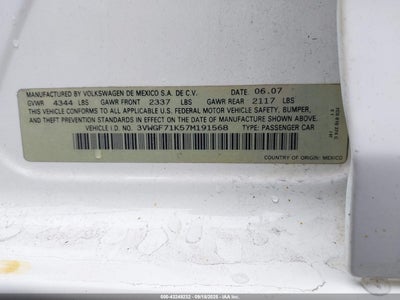 MANUFACTURED BY VOLKSWAGEN DE MEXICO S.A. DE C.V. DATE 06.07
GVWR 4344 LBS GAWR FRONT 2337 LBS GAWR REAR 2117 LBS
THIS VEHICLE CONFORMS TO ALL APPLICABLE U.S. FEDERAL MOTOR VEHICLE SAFETY, BUMPER,
AND THEFT PREVENTION STANDARDS IN EFFECT ON THE DATE OF MANUFACTURE SHOWN ABOVE.
VEHICLE I.D. NO.: 3VWGF71K57M191568 TYPE: PASSENGER CAR
COUNTRY OF ORIGIN: MEXICO